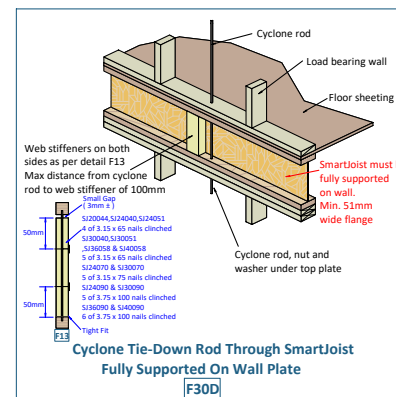 Cyclone rod
Load bearing wall
Floor sheeting
Web stiffeners on both
sides as per detail F13
Max distance from cyclone
rod to web stiffener of 100mm
SmartJoist must
fully supported
on wall.
Min. 51mm
wide flange
Small Gap
( 3mm ± )
50mm
SJ20044,SJ24040,SJ24051
4 of 3.15 x 65 nails clinched
SJ30040,SJ30051
,SJ36058 & SJ40058
5 of 3.15 x 65 nails clinched
SJ24070 & SJ30070
5 of 3.15 x 75 nails clinched
SJ24090 & SJ30090
5 of 3.75 x 100 nails clinched
SJ36090 & SJ40090
6 of 3.75 x 100 nails clinched
50mm
Tight Fit
F13
Cyclone rod, nut and
washer under top plate
Cyclone Tie-Down Rod Through SmartJoist
Fully Supported On Wall Plate
F30D